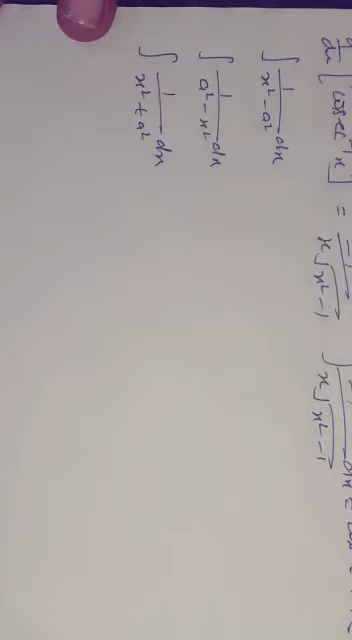 d/dx [cosec⁻¹x] = -1/(x√(x²-1)) ∫ -1/(x√(x²-1)) dx =
∫ 1/(x²-a²) dx
∫ 1/(a²-x²) dx
∫ 1/(x²+a²) dx